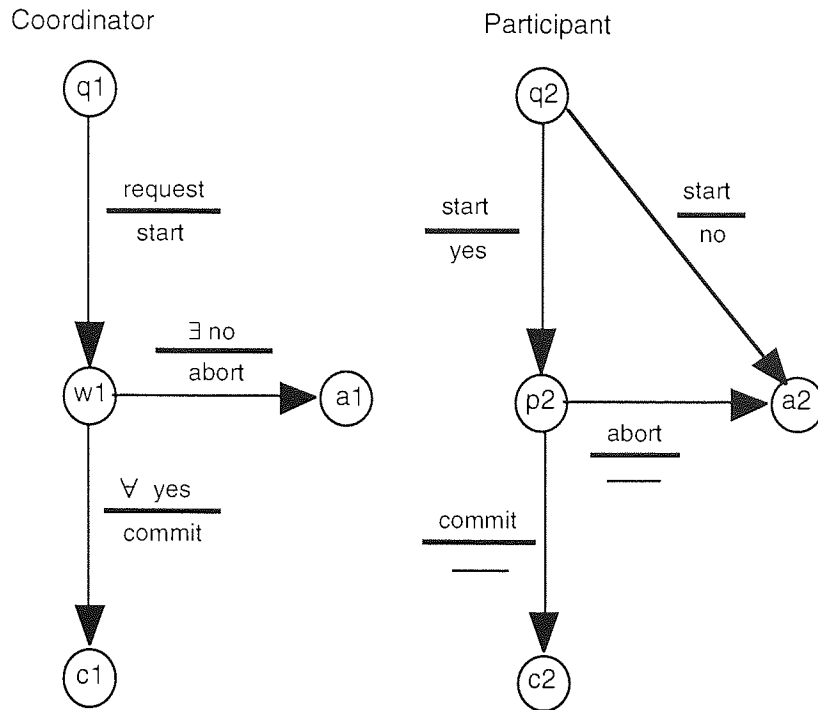 Coordinator
q1
request
start
w1
∃ no
abort
a1
∀ yes
commit
c1
Participant
q2
start
yes
start
no
p2
abort
a2
commit
c2